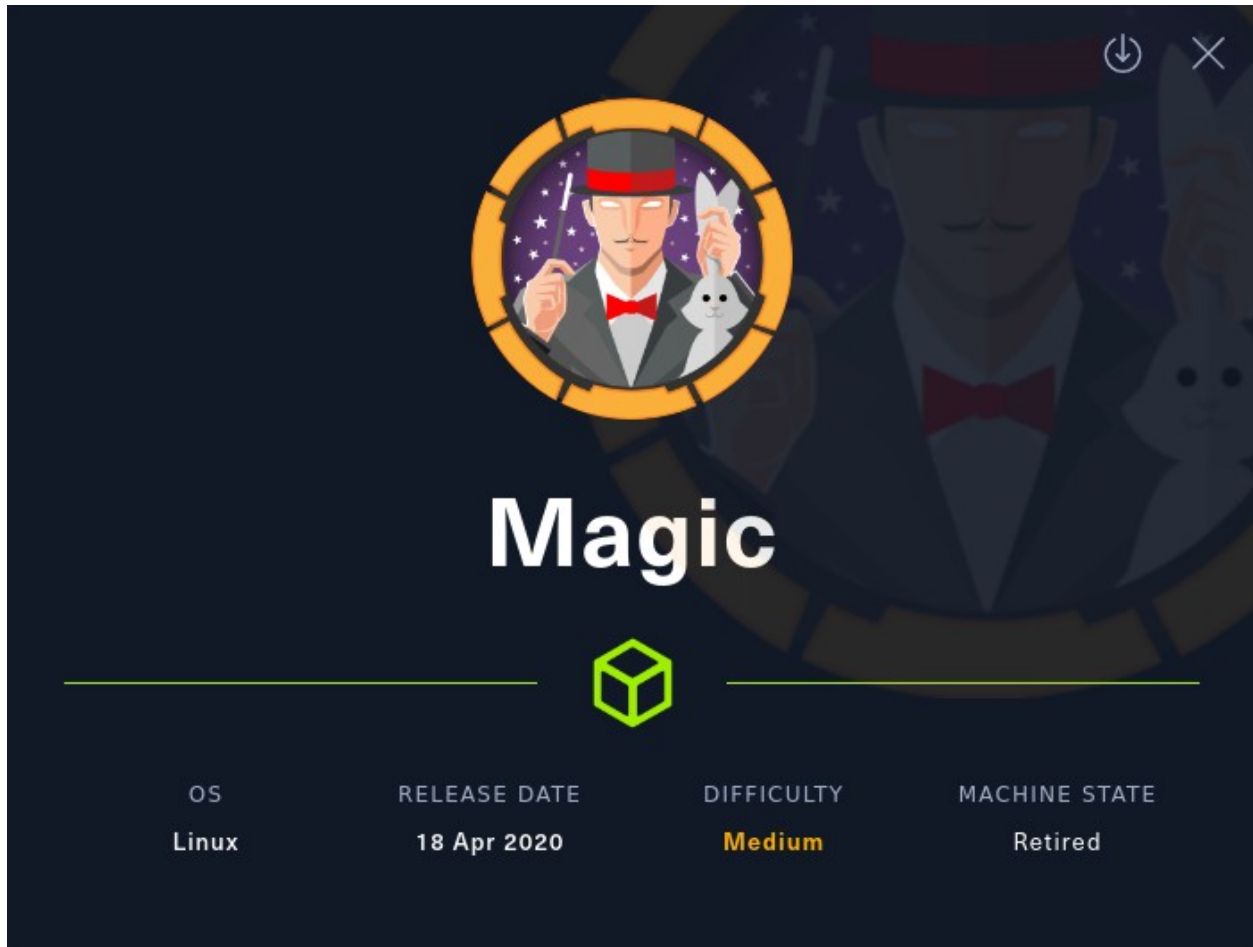 Magic
OS RELEASE DATE DIFFICULTY MACHINE STATE
Linux 18 Apr 2020 Medium Retired